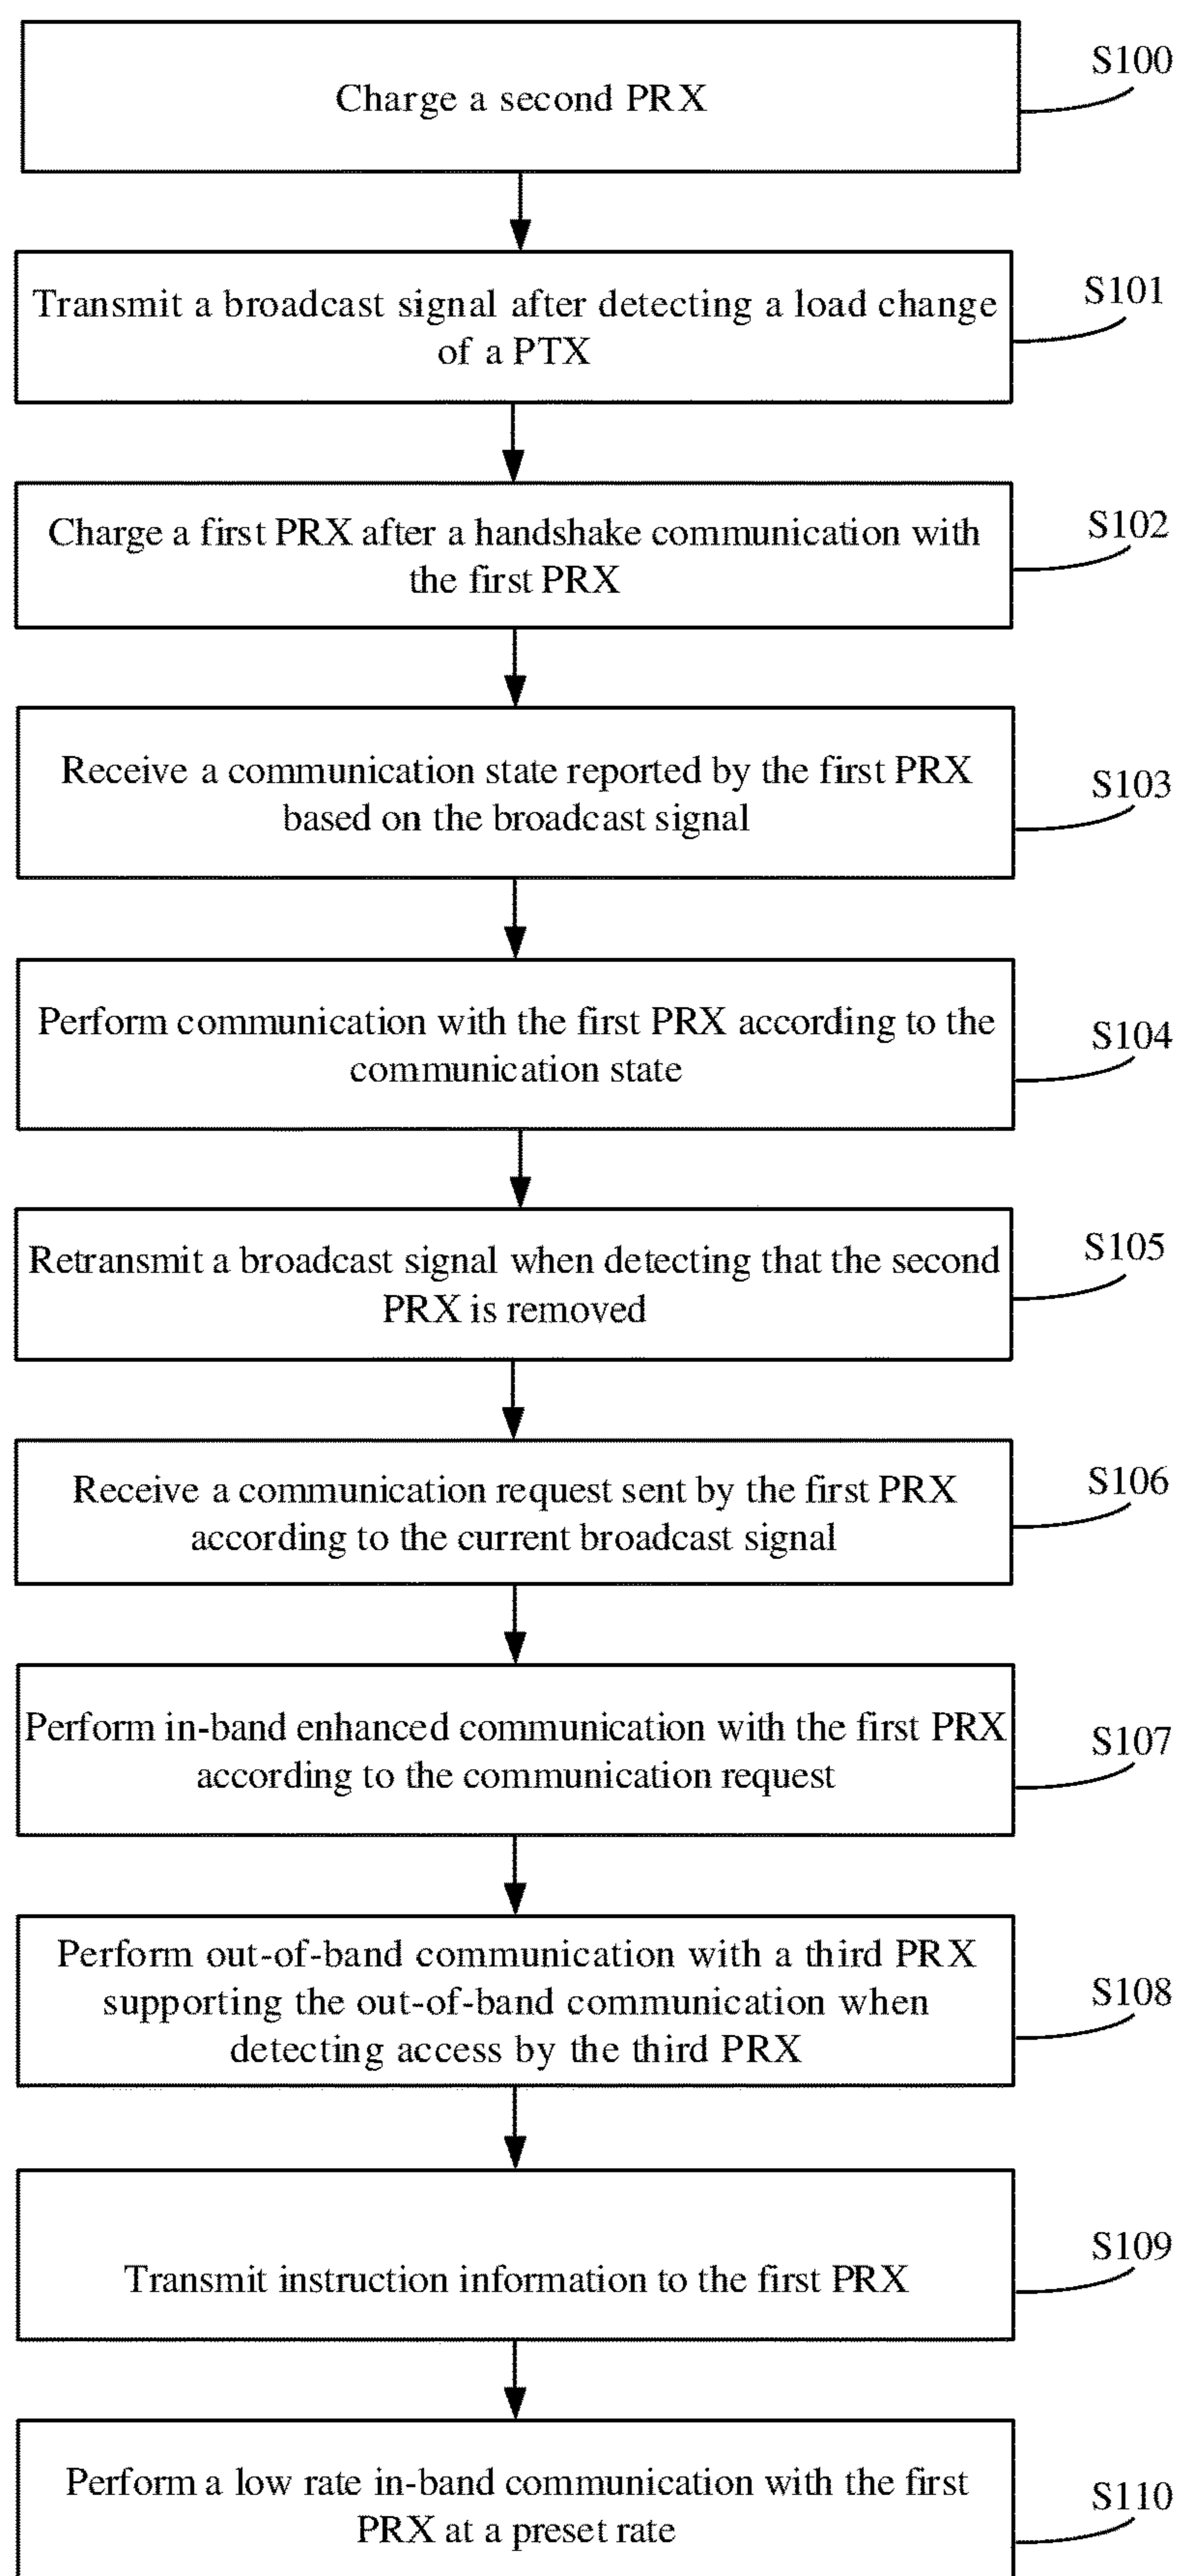 Charge a second PRX
S100
Transmit a broadcast signal after detecting a load change
of a PTX
S101
Charge a first PRX after a handshake communication with
the first PRX
S102
Receive a communication state reported by the first PRX
based on the broadcast signal
S103
Perform communication with the first PRX according to the
communication state
S104
Retransmit a broadcast signal when detecting that the second
PRX is removed
S105
Receive a communication request sent by the first PRX
according to the current broadcast signal
S106
Perform in-band enhanced communication with the first PRX
according to the communication request
S107
Perform out-of-band communication with a third PRX
supporting the out-of-band communication when
detecting access by the third PRX
S108
Transmit instruction information to the first PRX
S109
Perform a low rate in-band communication with the first
PRX at a preset rate
S110